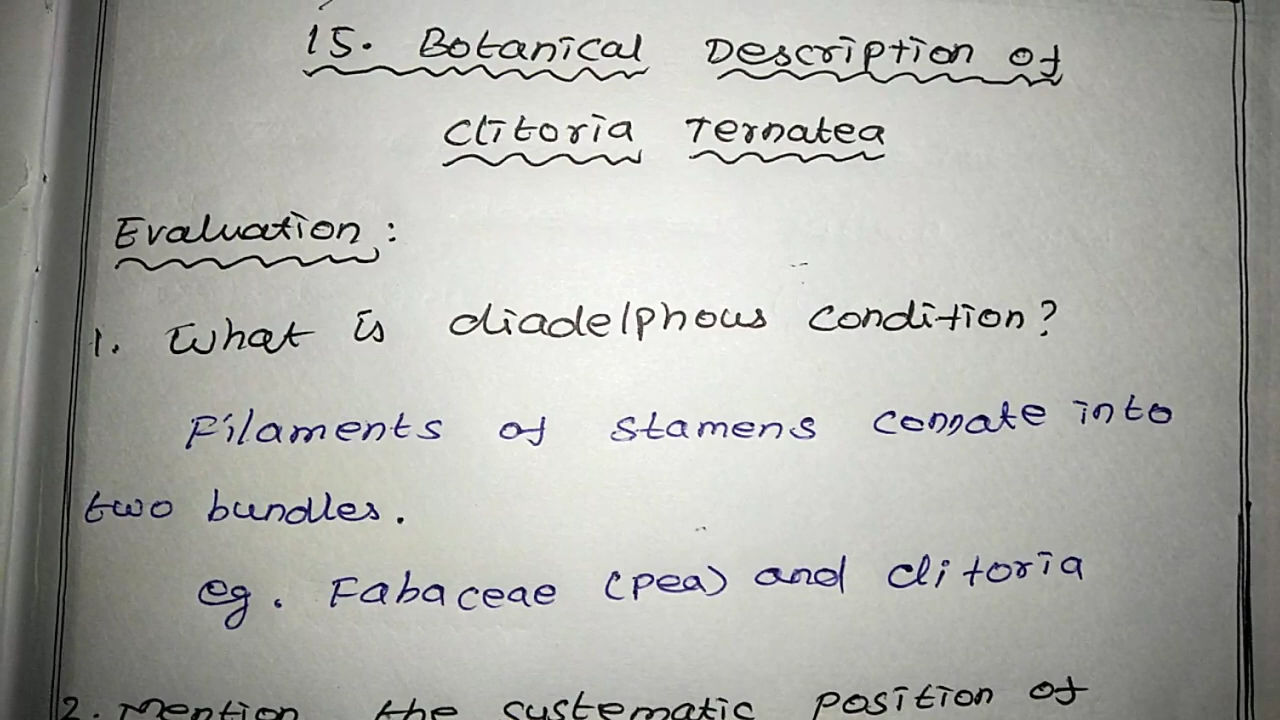 15. Botanical Description of
Clitoria Ternatea
Evaluation :
1. What is diadelphous condition?
Filaments of stamens connate into
two bundles.
eg. Fabaceae (pea) and clitoria
2. Mention the systematic position of